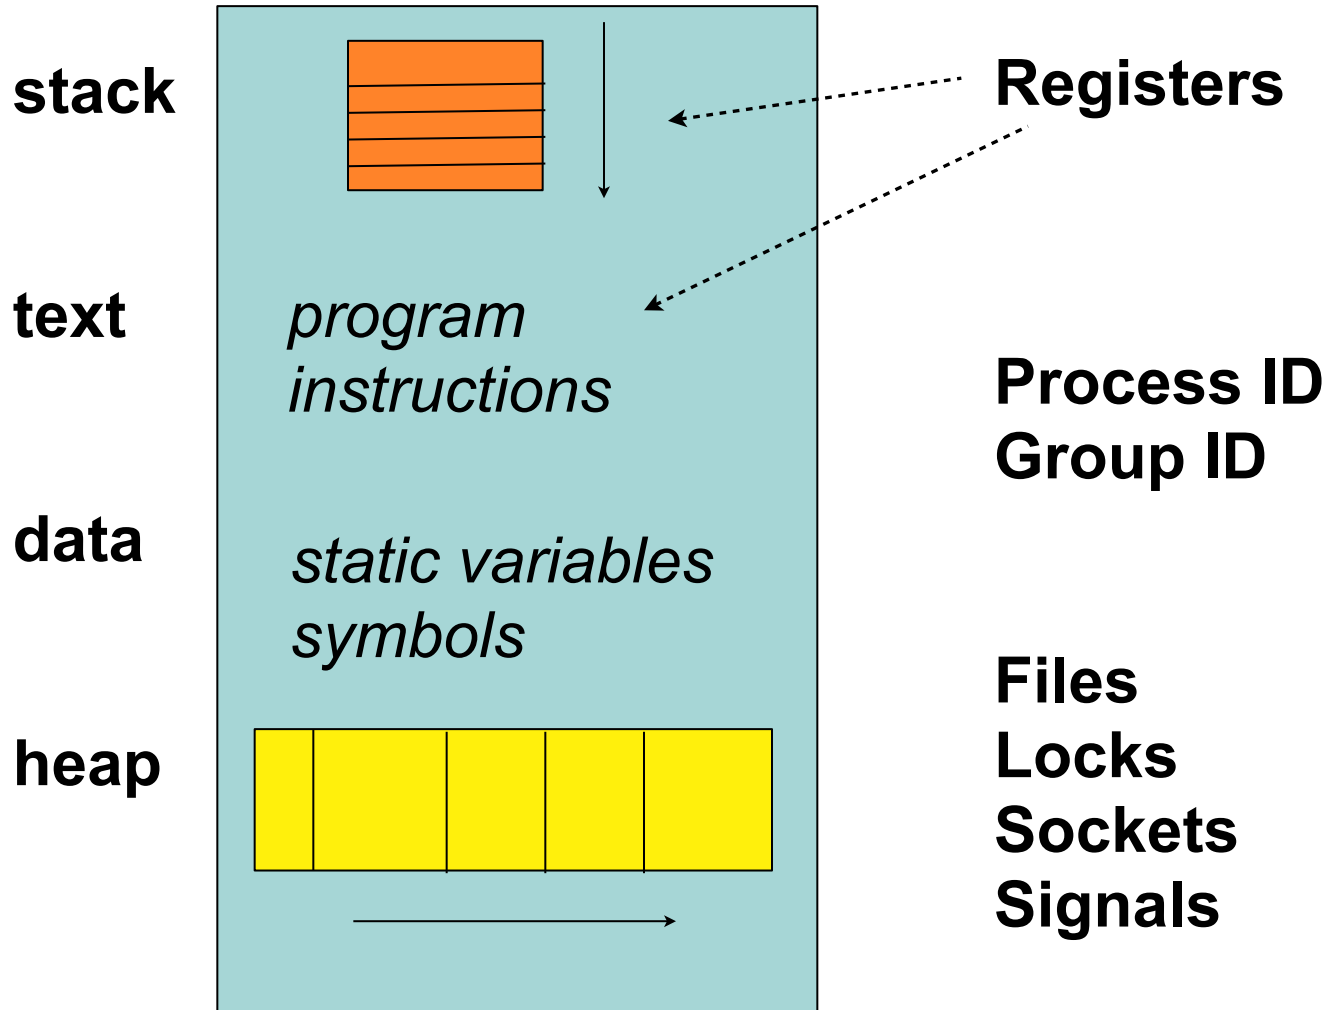 stack
text
data
heap
program
instructions
static variables
symbols
Registers
Process ID
Group ID
Files
Locks
Sockets
Signals